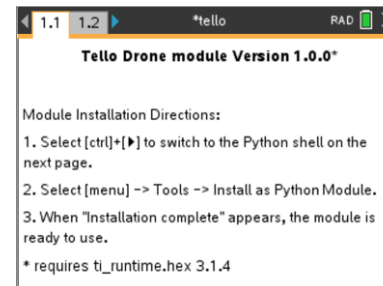 1.1 1.2 *tello RAD
Tello Drone module Version 1.0.0*
Module Installation Directions:
1. Select [ctrl]+[▶] to switch to the Python shell on the
next page.
2. Select [menu] -> Tools -> Install as Python Module.
3. When "Installation complete" appears, the module is
ready to use.
* requires ti_runtime.hex 3.1.4